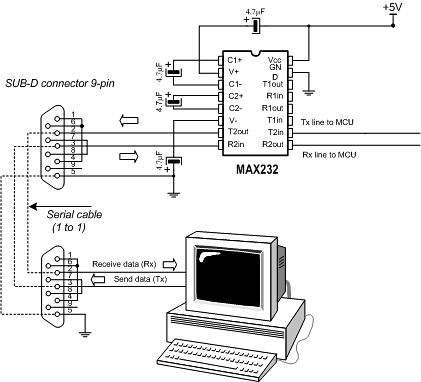 4.7µF
+5V
4.7µF
C1+
V+
C1-
C2+
C2-
V-
T2out
R2in
Vcc
GN
D
T1out
R1in
R1out
T1in
T2in
R2out
4.7µF
4.7µF
MAX232
Tx line to MCU
Rx line to MCU
SUB-D connector 9-pin
1
6
2
7
3
8
4
9
5
Serial cable
(1 to 1)
Receive data (Rx)
Send data (Tx)
1
6
2
7
3
8
4
9
5